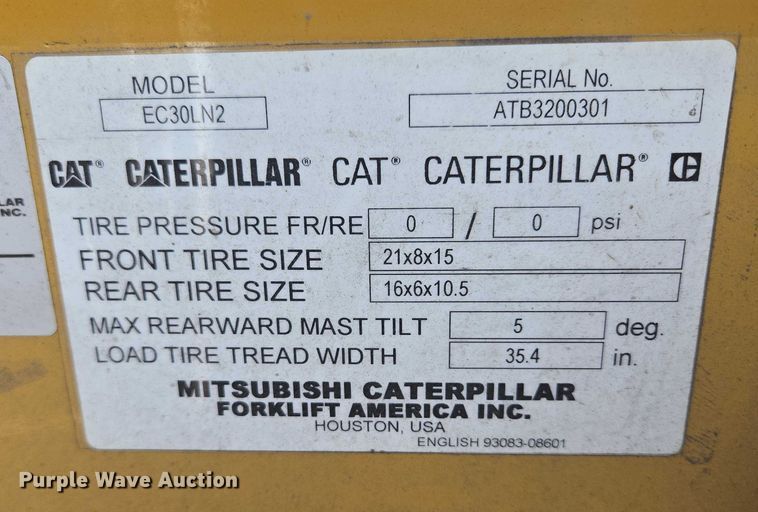 MODEL
EC30LN2
SERIAL No.
ATB3200301
CAT® CATERPILLAR® CAT® CATERPILLAR® C
TIRE PRESSURE FR/RE 0 / 0 psi
FRONT TIRE SIZE 21x8x15
REAR TIRE SIZE 16x6x10.5
MAX REARWARD MAST TILT 5 deg.
LOAD TIRE TREAD WIDTH 35.4 in.
MITSUBISHI CATERPILLAR
FORKLIFT AMERICA INC.
HOUSTON, USA
ENGLISH 93083-08601
LAR
INC.
Purple Wave Auction